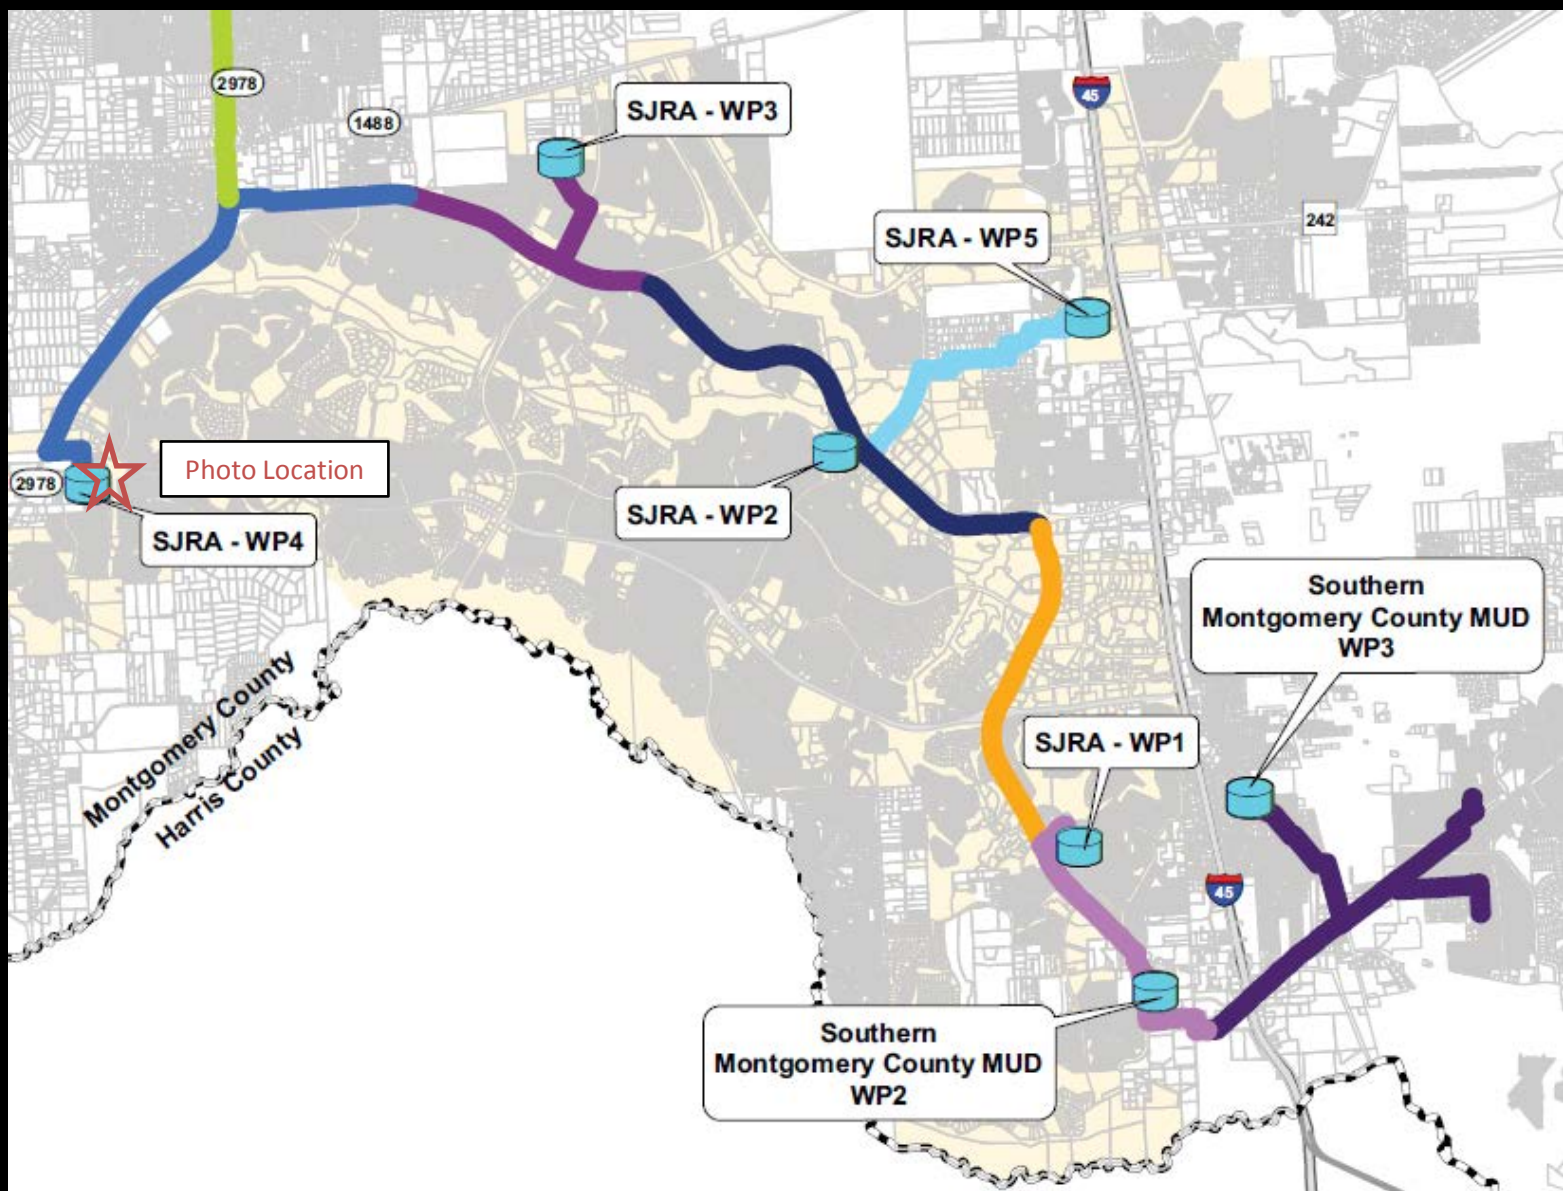 2978
1488
SJRA - WP3
45
SJRA - WP5
242
Photo Location
2978
SJRA - WP4
SJRA - WP2
Southern
Montgomery County MUD
WP3
Montgomery County
Harris County
SJRA - WP1
45
Southern
Montgomery County MUD
WP2